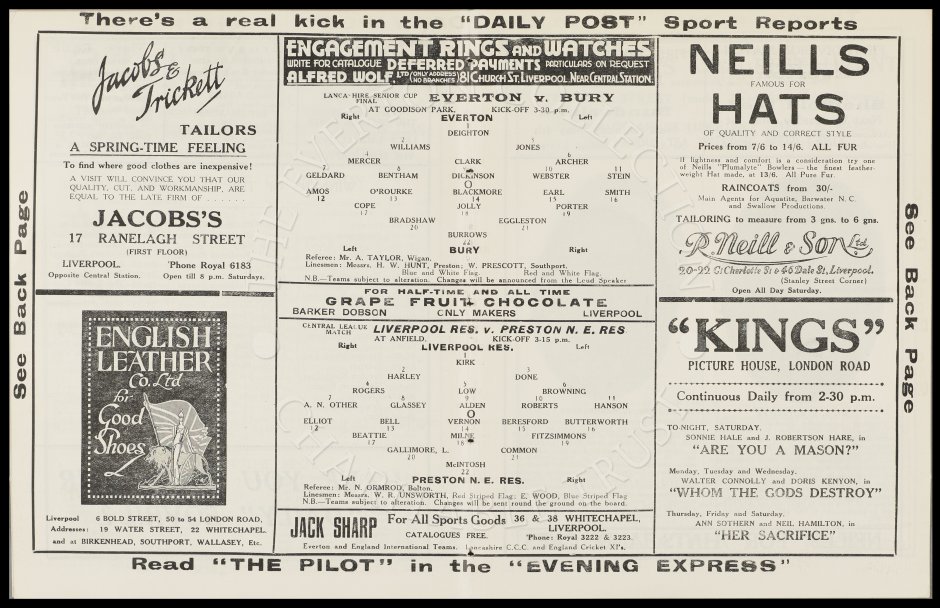 There's a real kick in the "DAILY POST" Sport Reports
See Back Page
Jacobs &
Trickett
TAILORS
A SPRING-TIME FEELING
To find where good clothes are inexpensive!
A VISIT WILL CONVINCE YOU THAT OUR
QUALITY, CUT, AND WORKMANSHIP, ARE
EQUAL TO THE LATE FIRM OF . . . . . . .
JACOBS'S
17 RANELAGH STREET
(FIRST FLOOR)
LIVERPOOL. 'Phone Royal 6183
Opposite Central Station. Open till 8 p.m. Saturdays.
ENGLISH
LEATHER
Co. Ltd
for
Good
Shoes
Liverpool 6 BOLD STREET, 50 to 54 LONDON ROAD,
Addresses: 19 WATER STREET, 22 WHITECHAPEL,
and at BIRKENHEAD, SOUTHPORT, WALLASEY, Etc.
ENGAGEMENT RINGS AND WATCHES
WRITE FOR CATALOGUE DEFERRED PAYMENTS PARTICULARS ON REQUEST
ALFRED WOLF, LTD (ONLY ADDRESS NO BRANCHES) 81 CHURCH ST. LIVERPOOL. NEAR CENTRAL STATION.
LANCA-HIRE SENIOR CUP FINAL EVERTON v. BURY
AT GOODISON PARK. KICK-OFF 3-30 p.m.
Right EVERTON Left
1
DEIGHTON
2 3
WILLIAMS JONES
4 5 6
MERCER CLARK ARCHER
7 8 9 10 11
GELDARD BENTHAM DICKINSON WEBSTER STEIN
O
AMOS O'ROURKE BLACKMORE EARL SMITH
12 13 14 15 16
COPE JOLLY PORTER
17 18 19
BRADSHAW EGGLESTON
20 21
BURROWS
22
Left BURY Right
Referee: Mr. A. TAYLOR, Wigan.
Linesmen: Messrs. H. W. HUNT, Preston; W. PRESCOTT, Southport.
Blue and White Flag. Red and White Flag.
N.B.—Teams subject to alteration. Changes will be announced from the Loud Speaker
FOR HALF-TIME AND ALL TIME
GRAPE FRUIT CHOCOLATE
BARKER DOBSON ONLY MAKERS LIVERPOOL
CENTRAL LEAGUE MATCH LIVERPOOL RES. v. PRESTON N. E. RES
AT ANFIELD. KICK-OFF 3-15 p.m.
Right LIVERPOOL RES. Left
1
KIRK
2 3
HARLEY DONE
4 5 6
ROGERS LOW BROWNING
7 8 9 10 11
A. N. OTHER GLASSEY ALDEN ROBERTS HANSON
O
ELLIOT BELL VERNON BERESFORD BUTTERWORTH
12 13 14 15 16
BEATTIE MILNE FITZSIMMONS
17 18 19
GALLIMORE, L. COMMON
20 21
McINTOSH
22
Left PRESTON N. E. RES. Right
Referee: Mr. N. ORMROD, Bolton.
Linesmen: Messrs. W. R. UNSWORTH, Red Striped Flag; E. WOOD, Blue Striped Flag
N.B.—Teams subject to alteration. Changes will be sent round the ground on the board.
JACK SHARP For All Sports Goods 36 & 38 WHITECHAPEL,
LIVERPOOL.
CATALOGUES FREE. 'Phone: Royal 3222 & 3223.
Everton and England International Teams. Lancashire C.C.C. and England Cricket XI's.
NEILLS
FAMOUS FOR
HATS
OF QUALITY AND CORRECT STYLE
Prices from 7/6 to 14/6. ALL FUR
If lightness and comfort is a consideration try one
of Neills "Plumalyte" Bowlers — the finest feather-
weight Hat made, at 13/6. All Pure Fur.
RAINCOATS from 30/-
Main Agents for Aquatite, Barwater N.C.
and Swallow Productions.
TAILORING to measure from 3 gns. to 6 gns.
R. Neill & Son Ltd.
20-22 St Charlotte St & 46 Dale St, Liverpool.
(Stanley Street Corner)
Open All Day Saturday.
"KINGS"
PICTURE HOUSE, LONDON ROAD
Continuous Daily from 2-30 p.m.
TO-NIGHT, SATURDAY.
SONNIE HALE and J. ROBERTSON HARE, in
"ARE YOU A MASON?"
Monday, Tuesday and Wednesday.
WALTER CONNOLLY and DORIS KENYON, in
"WHOM THE GODS DESTROY"
Thursday, Friday and Saturday.
ANN SOTHERN and NEIL HAMILTON, in
"HER SACRIFICE"
See Back Page
Read "THE PILOT" in the "EVENING EXPRESS"